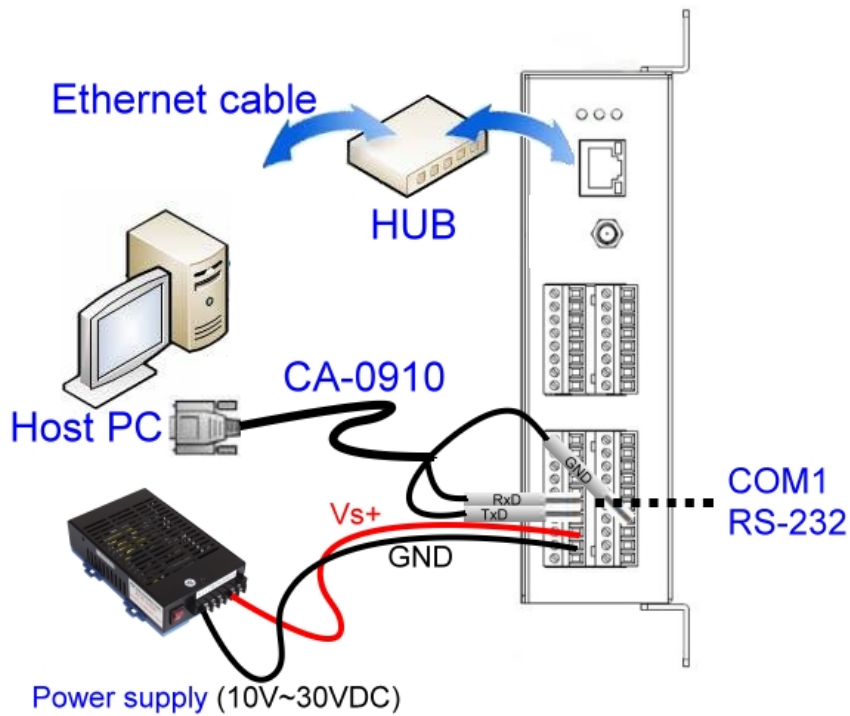 Ethernet cable
HUB
CA-0910
Host PC
GND
RxD
TxD
COM1
RS-232
Vs+
GND
Power supply (10V~30VDC)